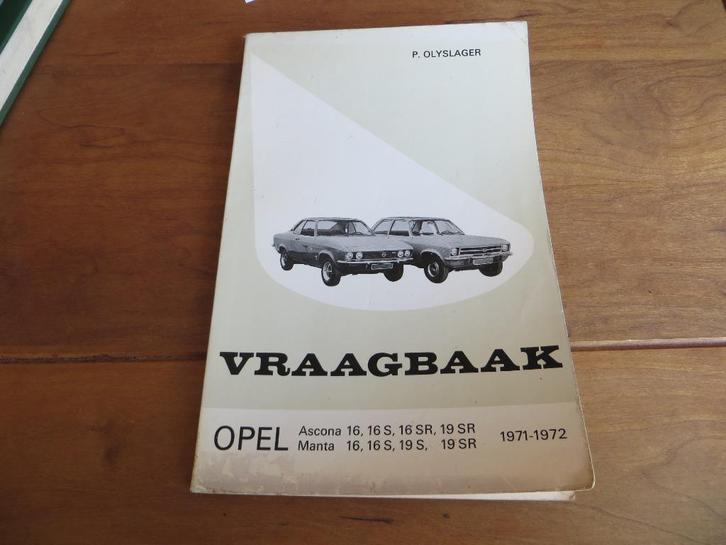 P. OLYSLAGER
VRAAGBAAK
OPEL Ascona 16, 16 S, 16 SR, 19 SR 1971-1972
Manta 16, 16 S, 19 S, 19 SR